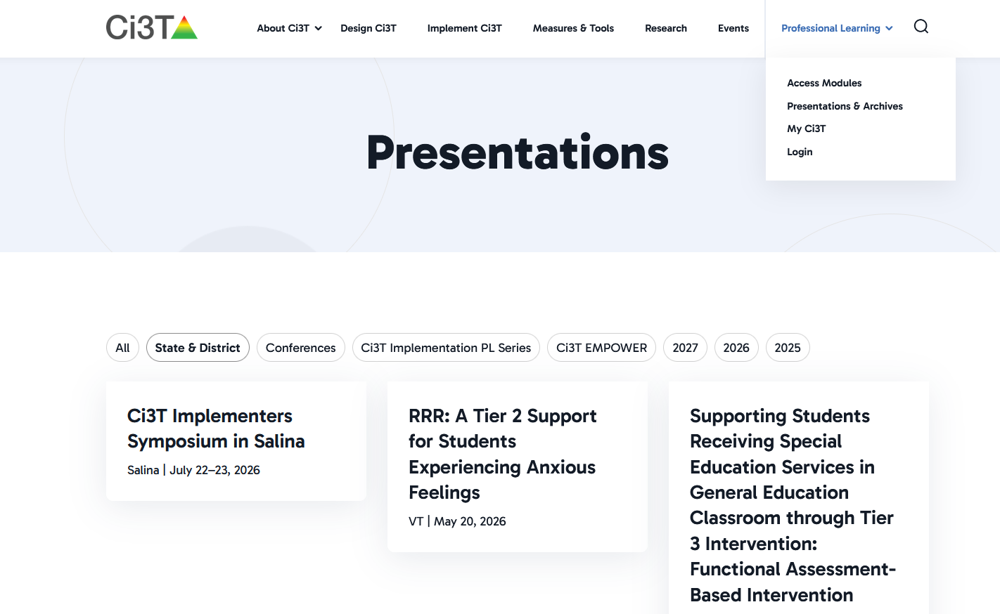 Ci3T
About Ci3T
Design Ci3T
Implement Ci3T
Measures & Tools
Research
Events
Professional Learning
Access Modules
Presentations & Archives
My Ci3T
Login
Presentations
All
State & District
Conferences
Ci3T Implementation PL Series
Ci3T EMPOWER
2027
2026
2025
Ci3T Implementers
Symposium in Salina
Salina | July 22–23, 2026
RRR: A Tier 2 Support
for Students
Experiencing Anxious
Feelings
VT | May 20, 2026
Supporting Students
Receiving Special
Education Services in
General Education
Classroom through Tier
3 Intervention:
Functional Assessment-
Based Intervention